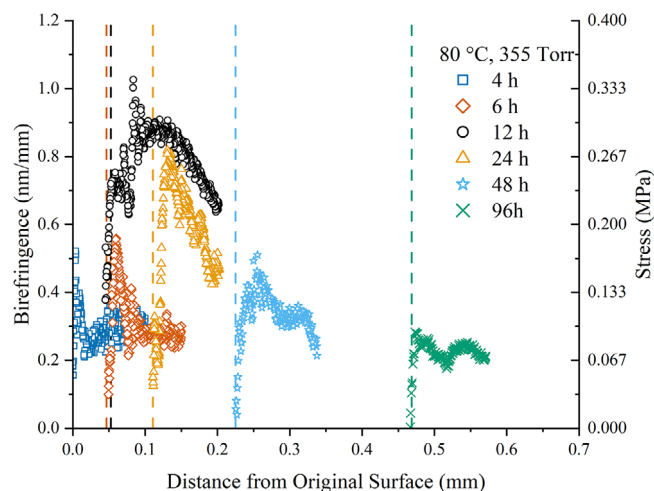 1.2
1.0
0.8
0.6
0.4
0.2
0.0
Birefringence (nm/mm)
80 °C, 355 Torr
4 h
6 h
12 h
24 h
48 h
96h
0.400
0.333
0.267
0.200
0.133
0.067
0.000
Stress (MPa)
0.0 0.1 0.2 0.3 0.4 0.5 0.6 0.7
Distance from Original Surface (mm)